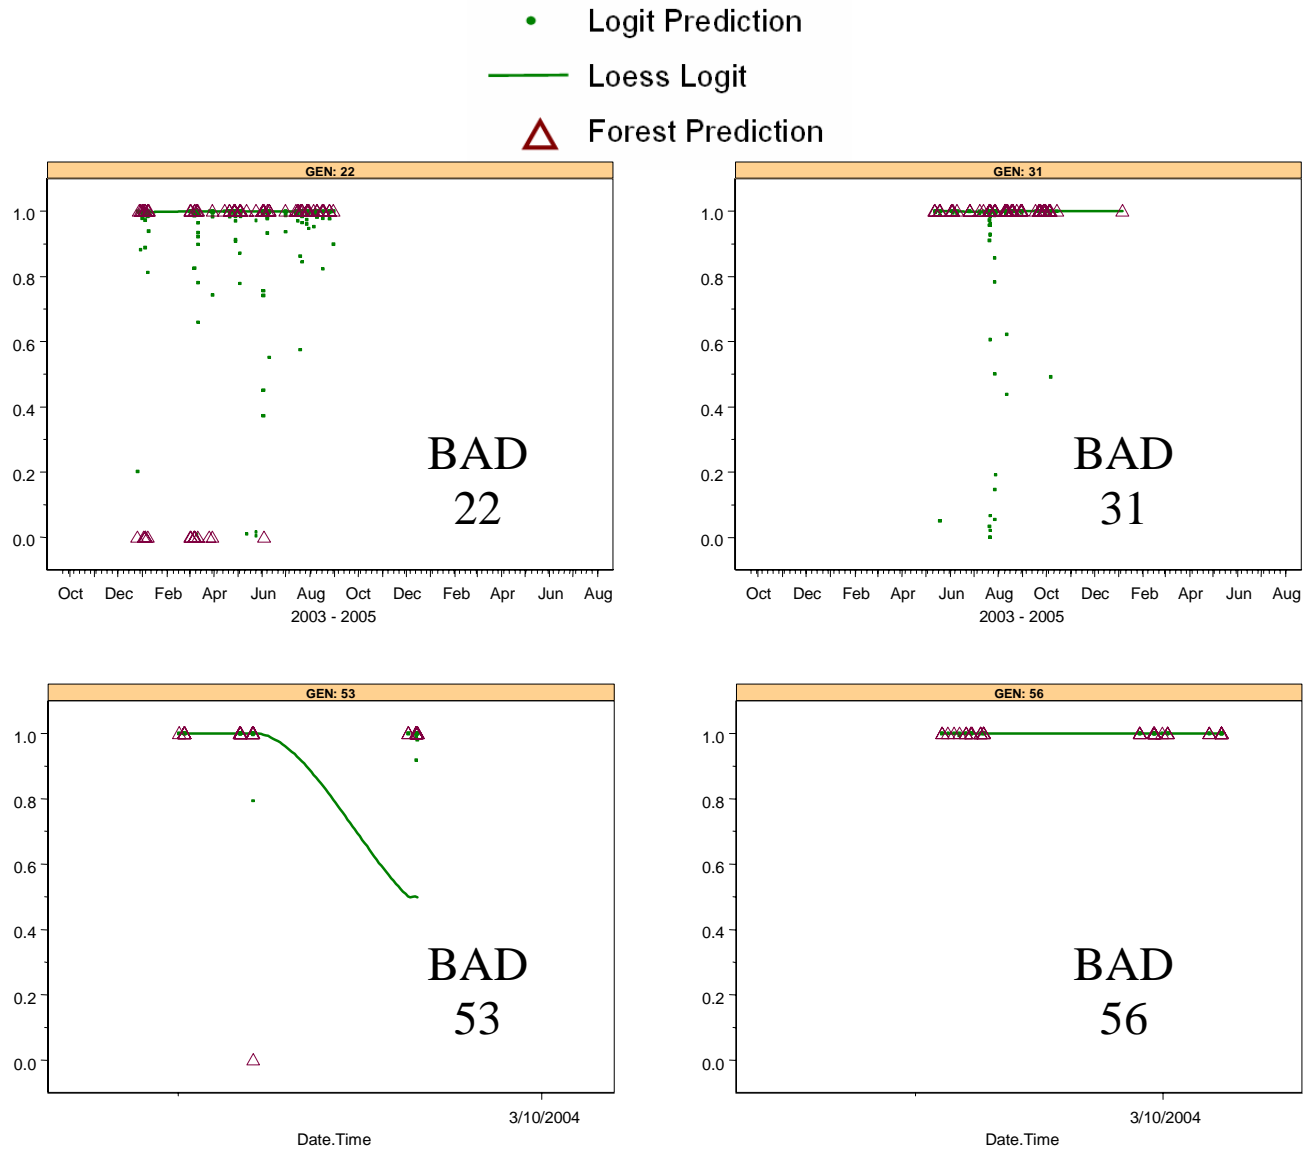 Logit Prediction
Loess Logit
Forest Prediction
GEN: 22
1.0
0.8
0.6
0.4
0.2
0.0
BAD
22
Oct Dec Feb Apr Jun Aug Oct Dec Feb Apr Jun Aug
2003 - 2005
GEN: 31
1.0
0.8
0.6
0.4
0.2
0.0
BAD
31
Oct Dec Feb Apr Jun Aug Oct Dec Feb Apr Jun Aug
2003 - 2005
GEN: 53
1.0
0.8
0.6
0.4
0.2
0.0
BAD
53
3/10/2004
Date.Time
GEN: 56
1.0
0.8
0.6
0.4
0.2
0.0
BAD
56
3/10/2004
Date.Time